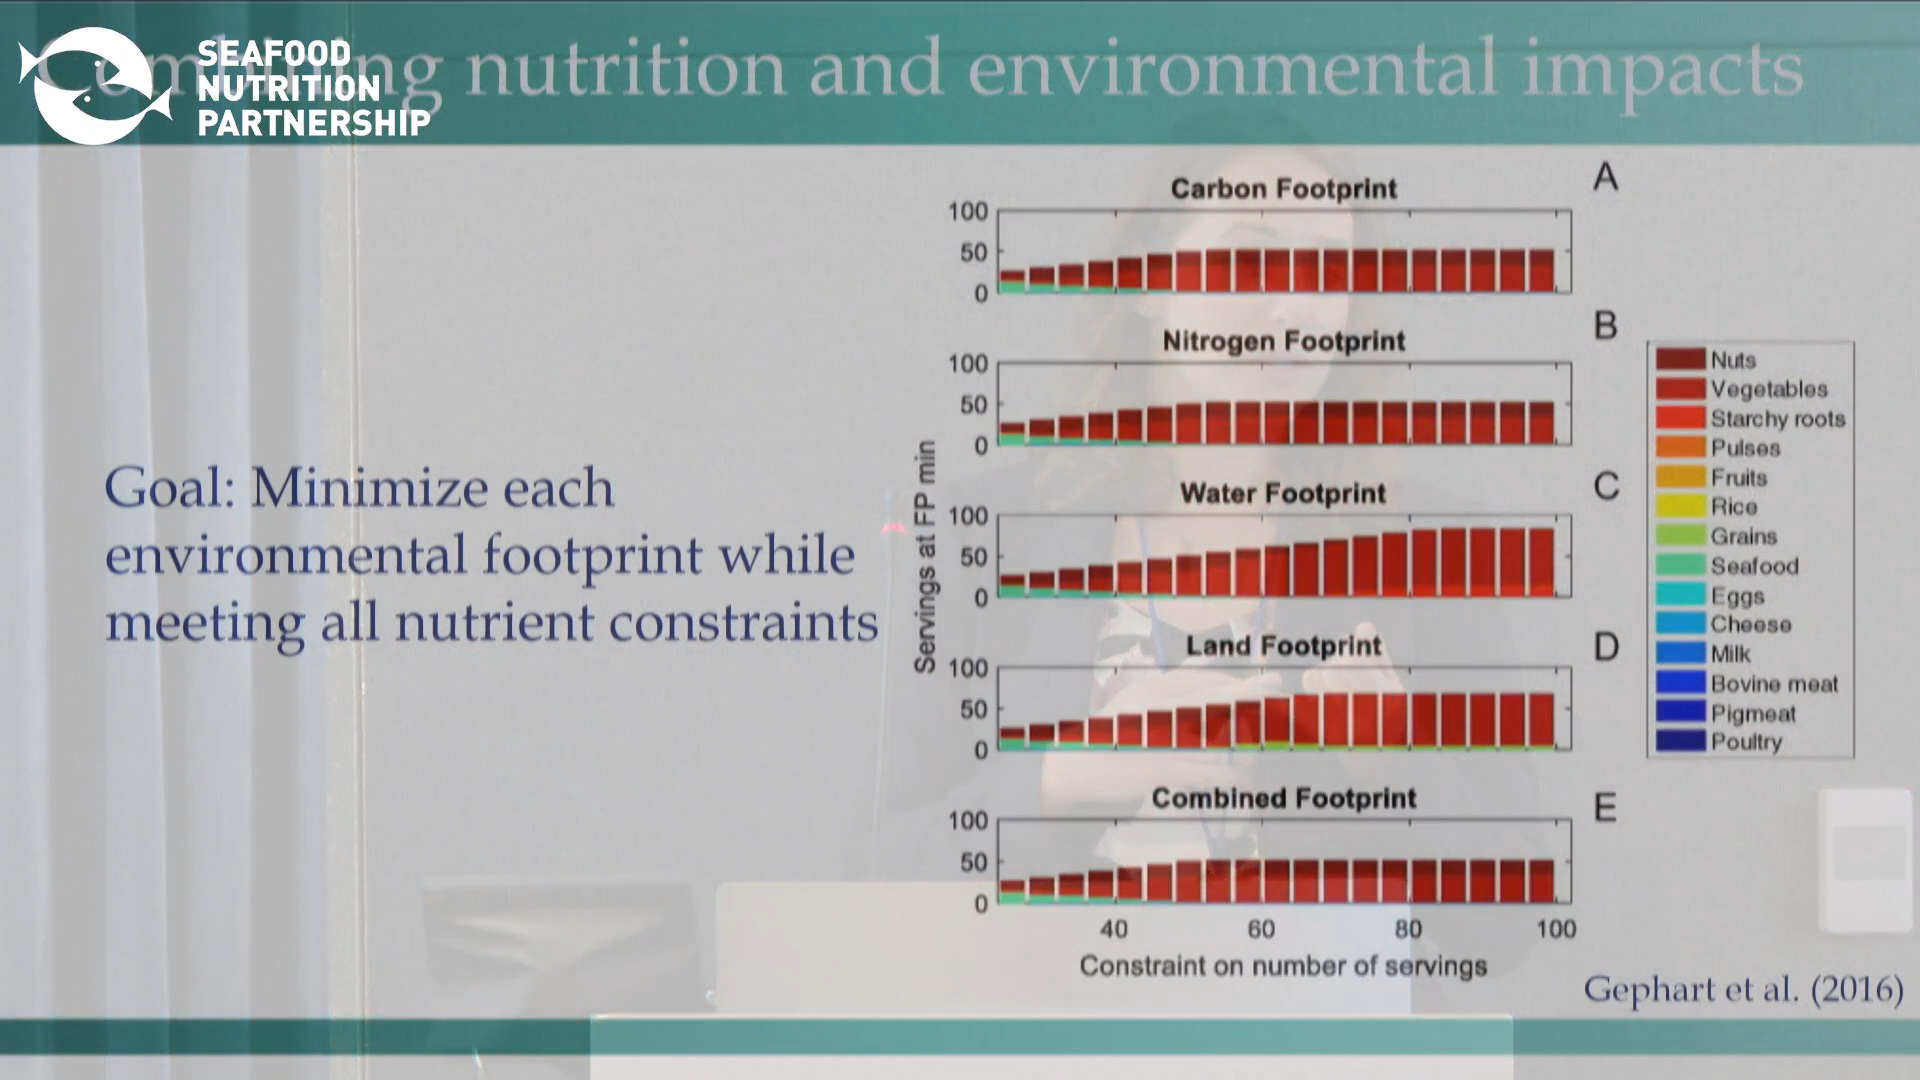 Combining nutrition and environmental impacts
SEAFOOD
NUTRITION
PARTNERSHIP
Goal: Minimize each
environmental footprint while
meeting all nutrient constraints
Servings at FP min
Carbon Footprint
A
100
50
0
Nitrogen Footprint
B
100
50
0
Water Footprint
C
100
50
0
Land Footprint
D
100
50
0
Combined Footprint
E
100
50
0
40 60 80 100
Constraint on number of servings
Nuts
Vegetables
Starchy roots
Pulses
Fruits
Rice
Grains
Seafood
Eggs
Cheese
Milk
Bovine meat
Pigmeat
Poultry
Gephart et al. (2016)